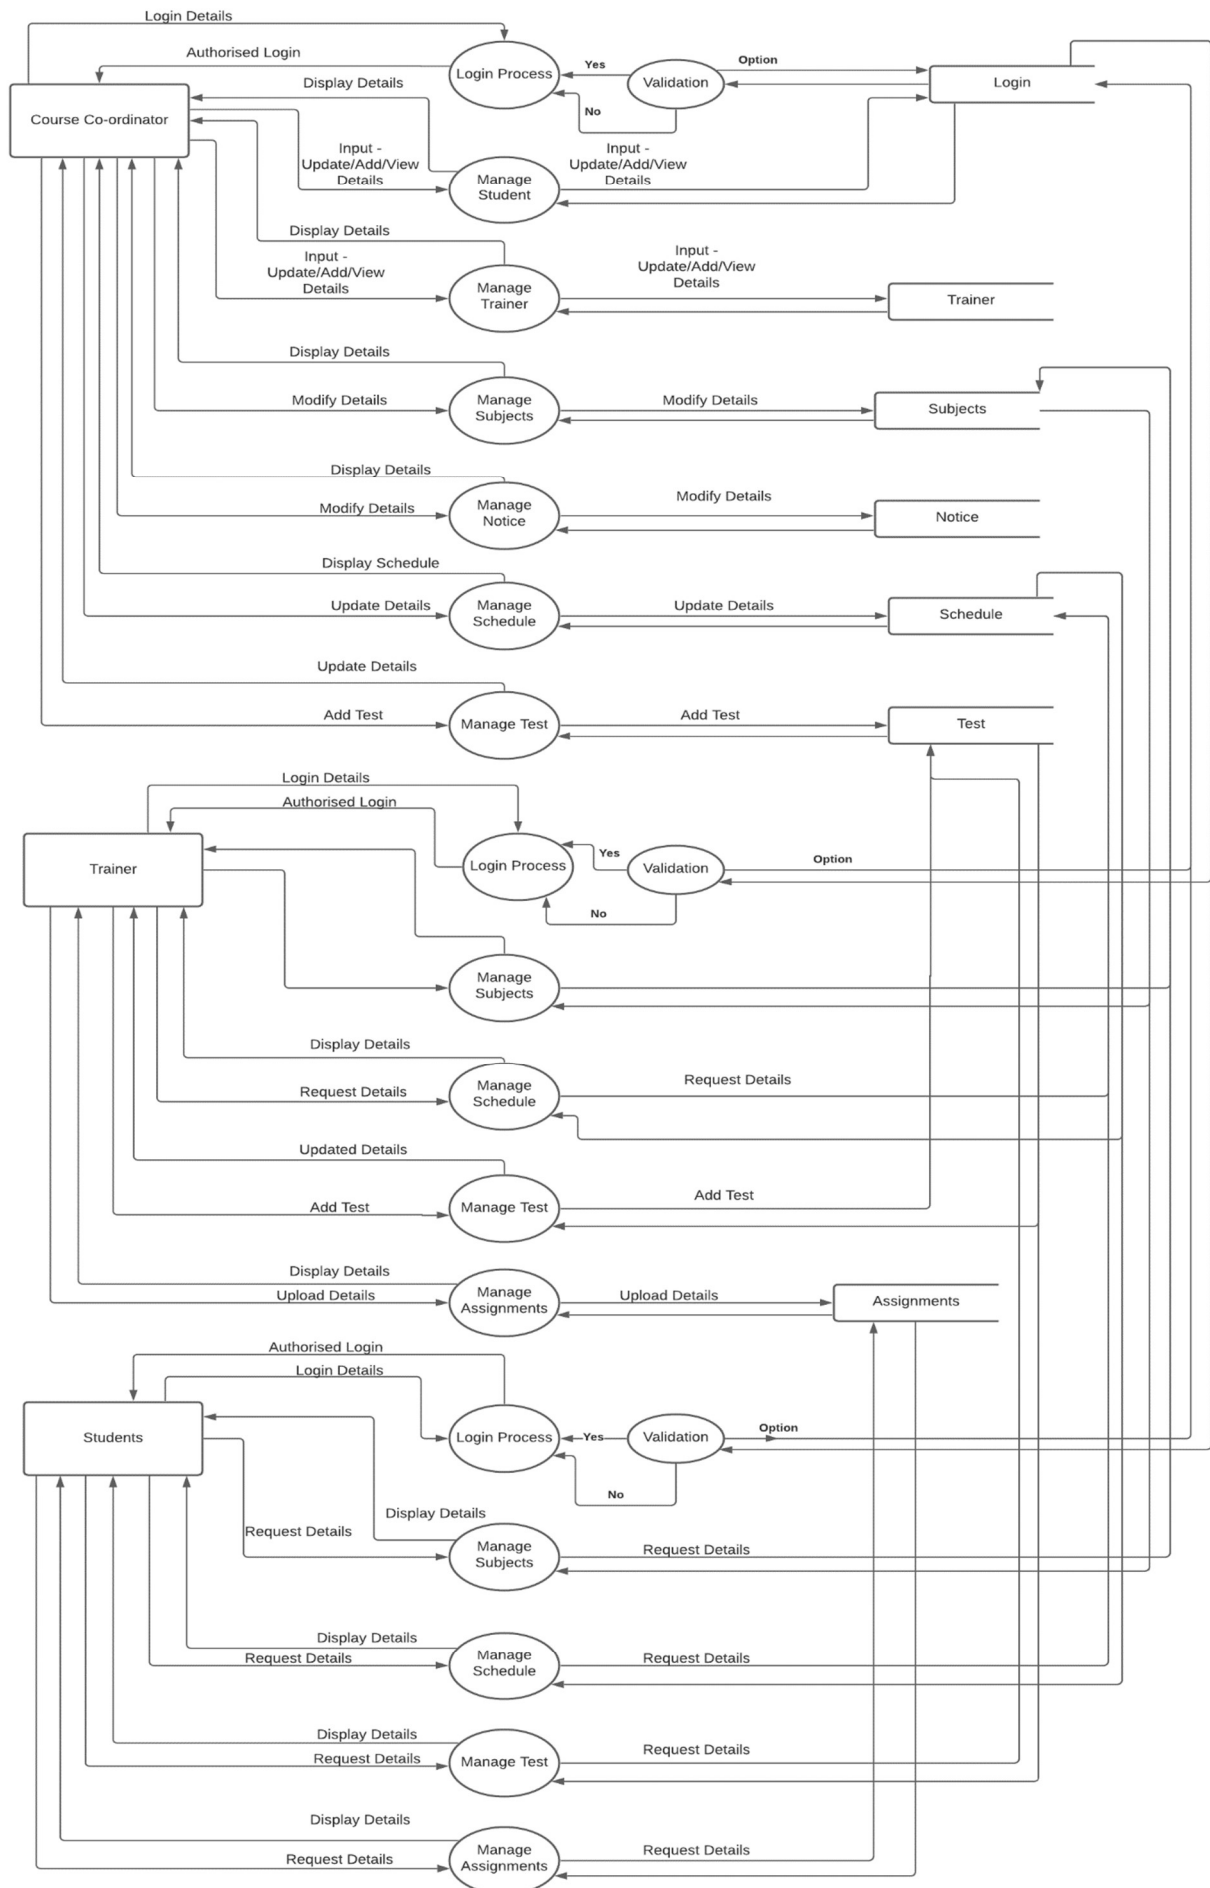 Login Details
Authorised Login
Login Process
Yes
Validation
Option
Login
Display Details
No
Course Co-ordinator
Input -
Update/Add/View
Details
Manage
Student
Input -
Update/Add/View
Details
Display Details
Input -
Update/Add/View
Details
Manage
Trainer
Input -
Update/Add/View
Details
Trainer
Display Details
Modify Details
Manage
Subjects
Modify Details
Subjects
Display Details
Modify Details
Manage
Notice
Modify Details
Notice
Display Schedule
Update Details
Manage
Schedule
Update Details
Schedule
Update Details
Add Test
Manage Test
Add Test
Test
Login Details
Authorised Login
Trainer
Login Process
Yes
Validation
Option
No
Manage
Subjects
Display Details
Request Details
Manage
Schedule
Request Details
Updated Details
Add Test
Manage Test
Add Test
Display Details
Upload Details
Manage
Assignments
Upload Details
Assignments
Authorised Login
Login Details
Students
Login Process
Yes
Validation
Option
No
Display Details
Request Details
Manage
Subjects
Request Details
Display Details
Request Details
Manage
Schedule
Request Details
Display Details
Request Details
Manage Test
Request Details
Display Details
Request Details
Manage
Assignments
Request Details